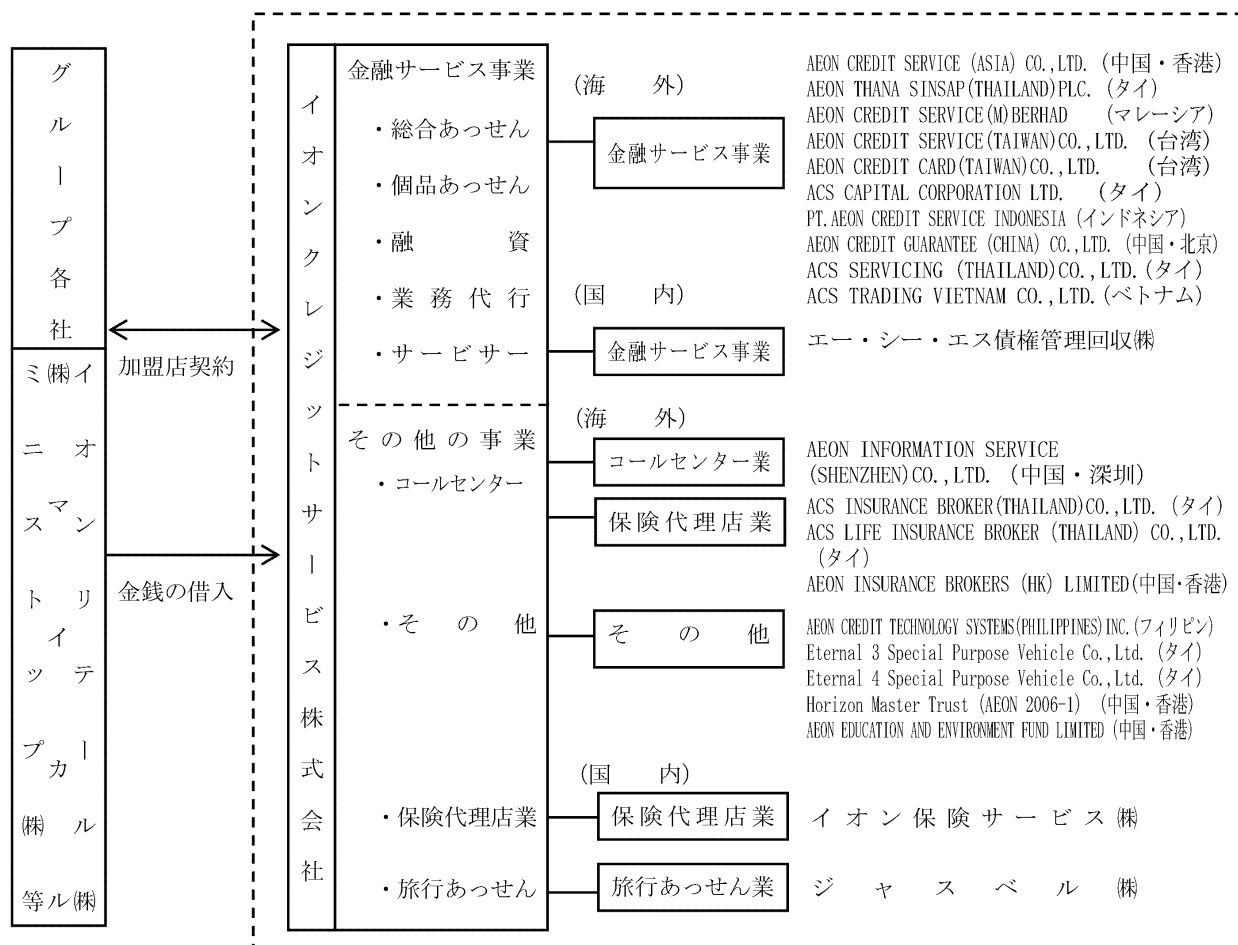 グループ各社
イオンリテール㈱
㈱マイカル
ミニストップ㈱等
加盟店契約
金銭の借入
イオンクレジットサービス株式会社
金融サービス事業
・総合あっせん
・個品あっせん
・融資
・業務代行
・サービサー
その他の事業
・コールセンター
・その他
・保険代理店業
・旅行あっせん
(海外)
金融サービス事業
AEON CREDIT SERVICE (ASIA) CO.,LTD. (中国・香港)
AEON THANA SINSAP(THAILAND)PLC. (タイ)
AEON CREDIT SERVICE(M)BERHAD (マレーシア)
AEON CREDIT SERVICE(TAIWAN)CO.,LTD. (台湾)
AEON CREDIT CARD(TAIWAN)CO.,LTD. (台湾)
ACS CAPITAL CORPORATION LTD. (タイ)
PT.AEON CREDIT SERVICE INDONESIA (インドネシア)
AEON CREDIT GUARANTEE (CHINA) CO.,LTD. (中国・北京)
ACS SERVICING (THAILAND)CO.,LTD.(タイ)
ACS TRADING VIETNAM CO.,LTD.(ベトナム)
(国内)
金融サービス事業
エー・シー・エス債権管理回収㈱
(海外)
コールセンター業
AEON INFORMATION SERVICE
(SHENZHEN)CO.,LTD. (中国・深圳)
保険代理店業
ACS INSURANCE BROKER(THAILAND)CO.,LTD. (タイ)
ACS LIFE INSURANCE BROKER (THAILAND) CO.,LTD.
(タイ)
AEON INSURANCE BROKERS (HK) LIMITED(中国・香港)
その他
AEON CREDIT TECHNOLOGY SYSTEMS(PHILIPPINES)INC.(フィリピン)
Eternal 3 Special Purpose Vehicle Co.,Ltd. (タイ)
Eternal 4 Special Purpose Vehicle Co.,Ltd. (タイ)
Horizon Master Trust (AEON 2006-1) (中国・香港)
AEON EDUCATION AND ENVIRONMENT FUND LIMITED (中国・香港)
(国内)
保険代理店業
イオン保険サービス㈱
旅行あっせん業
ジャスベル㈱